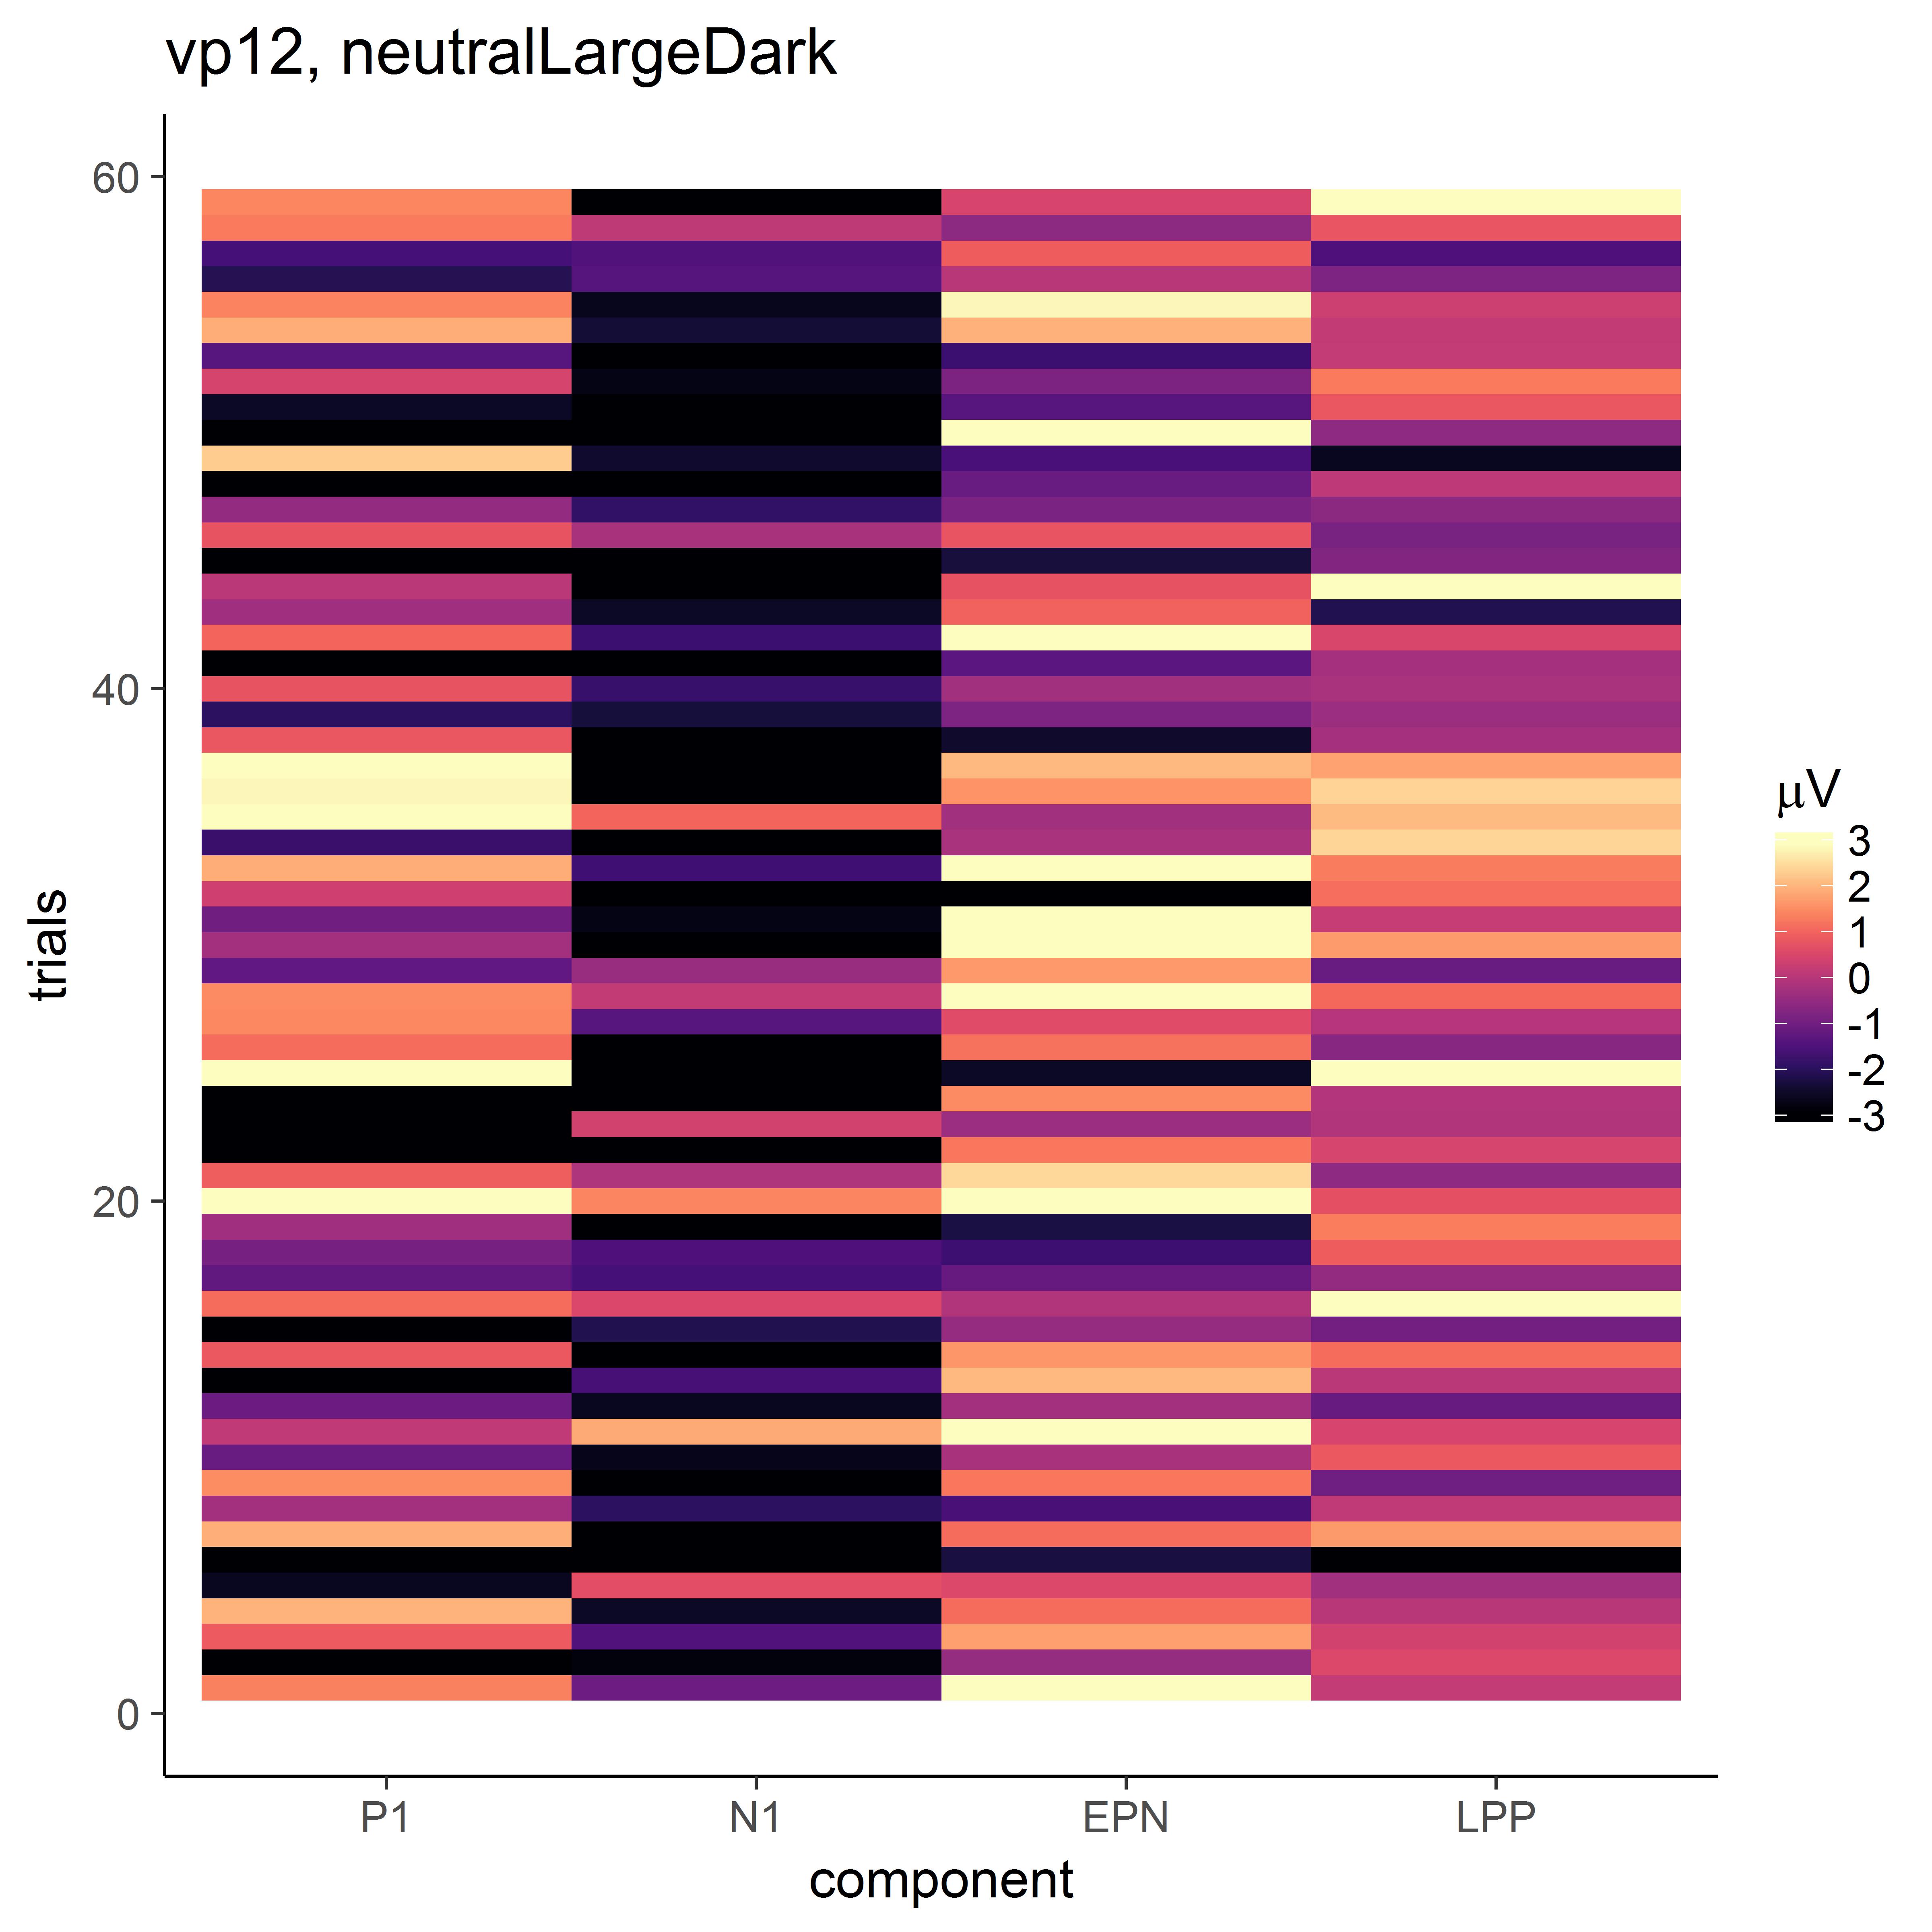 vp12, neutralLargeDark
60
40
20
0
trials
P1 N1 EPN LPP
component
μV
3
2
1
0
-1
-2
-3